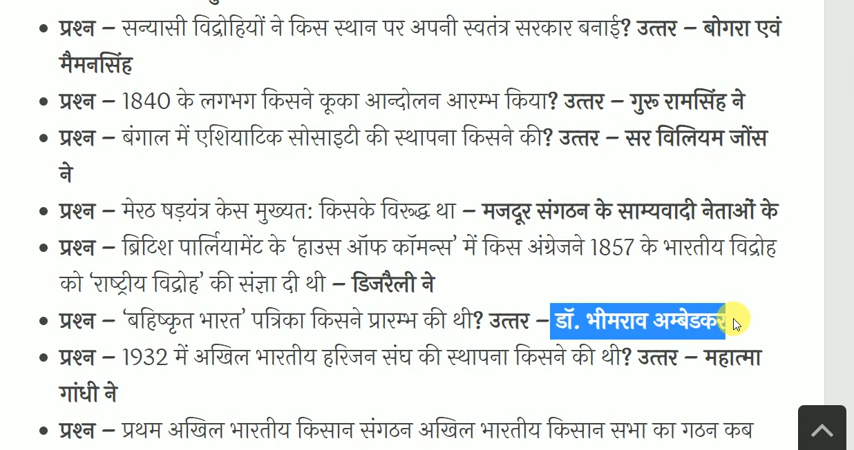 प्रश्न – सन्यासी विद्रोहियों ने किस स्थान पर अपनी स्वतंत्र सरकार बनाई? उत्तर – बोगरा एवं
मैमनसिंह
प्रश्न – 1840 के लगभग किसने कूका आन्दोलन आरम्भ किया? उत्तर – गुरू रामसिंह ने
प्रश्न – बंगाल में एशियाटिक सोसाइटी की स्थापना किसने की? उत्तर – सर विलियम जोंस
ने
प्रश्न – मेरठ षड़यंत्र केस मुख्यत: किसके विरूद्ध था – मजदूर संगठन के साम्यवादी नेताओं के
प्रश्न – ब्रिटिश पार्लियामेंट के ‘हाउस ऑफ कॉमन्स’ में किस अंग्रेजने 1857 के भारतीय विद्रोह
को ‘राष्ट्रीय विद्रोह’ की संज्ञा दी थी – डिजरैली ने
प्रश्न – ‘बहिष्कृत भारत’ पत्रिका किसने प्रारम्भ की थी? उत्तर – डॉ. भीमराव अम्बेडकर
प्रश्न – 1932 में अखिल भारतीय हरिजन संघ की स्थापना किसने की थी? उत्तर – महात्मा
गांधी ने
प्रश्न – प्रथम अखिल भारतीय किसान संगठन अखिल भारतीय किसान सभा का गठन कब